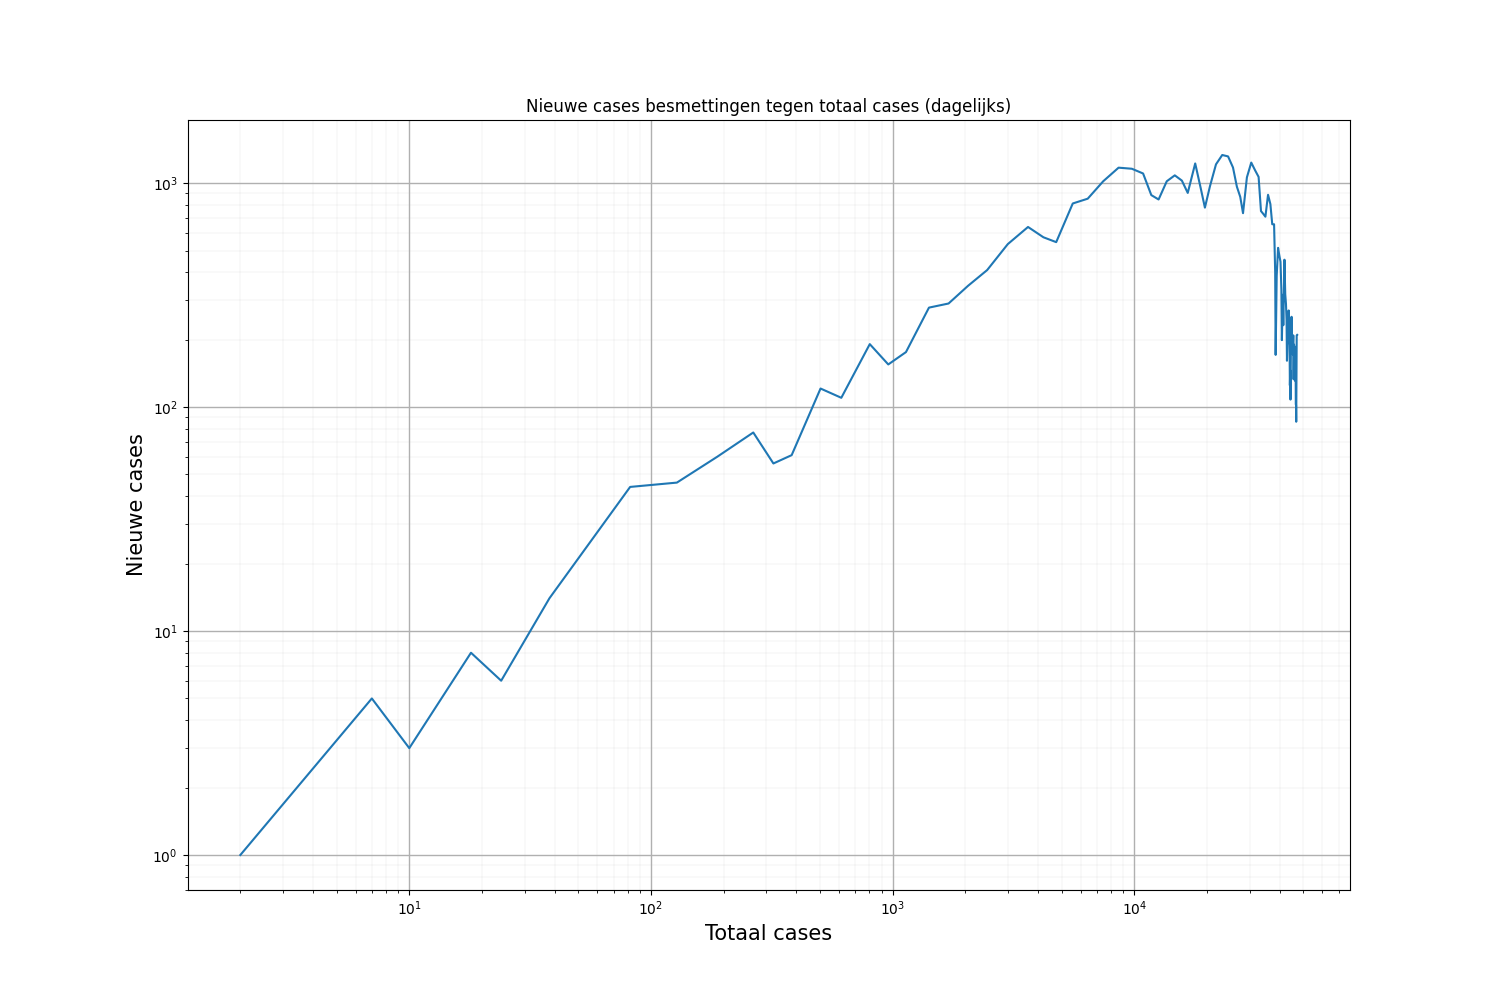 Nieuwe cases besmettingen tegen totaal cases (dagelijks)
10³
10²
10¹
10⁰
Nieuwe cases
10¹ 10² 10³ 10⁴
Totaal cases